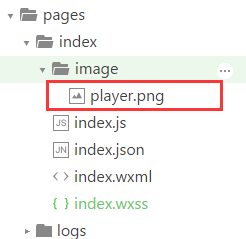 pages
index
image
player.png
JS index.js
JN index.json
<> index.wxml
{ } index.wxss
logs